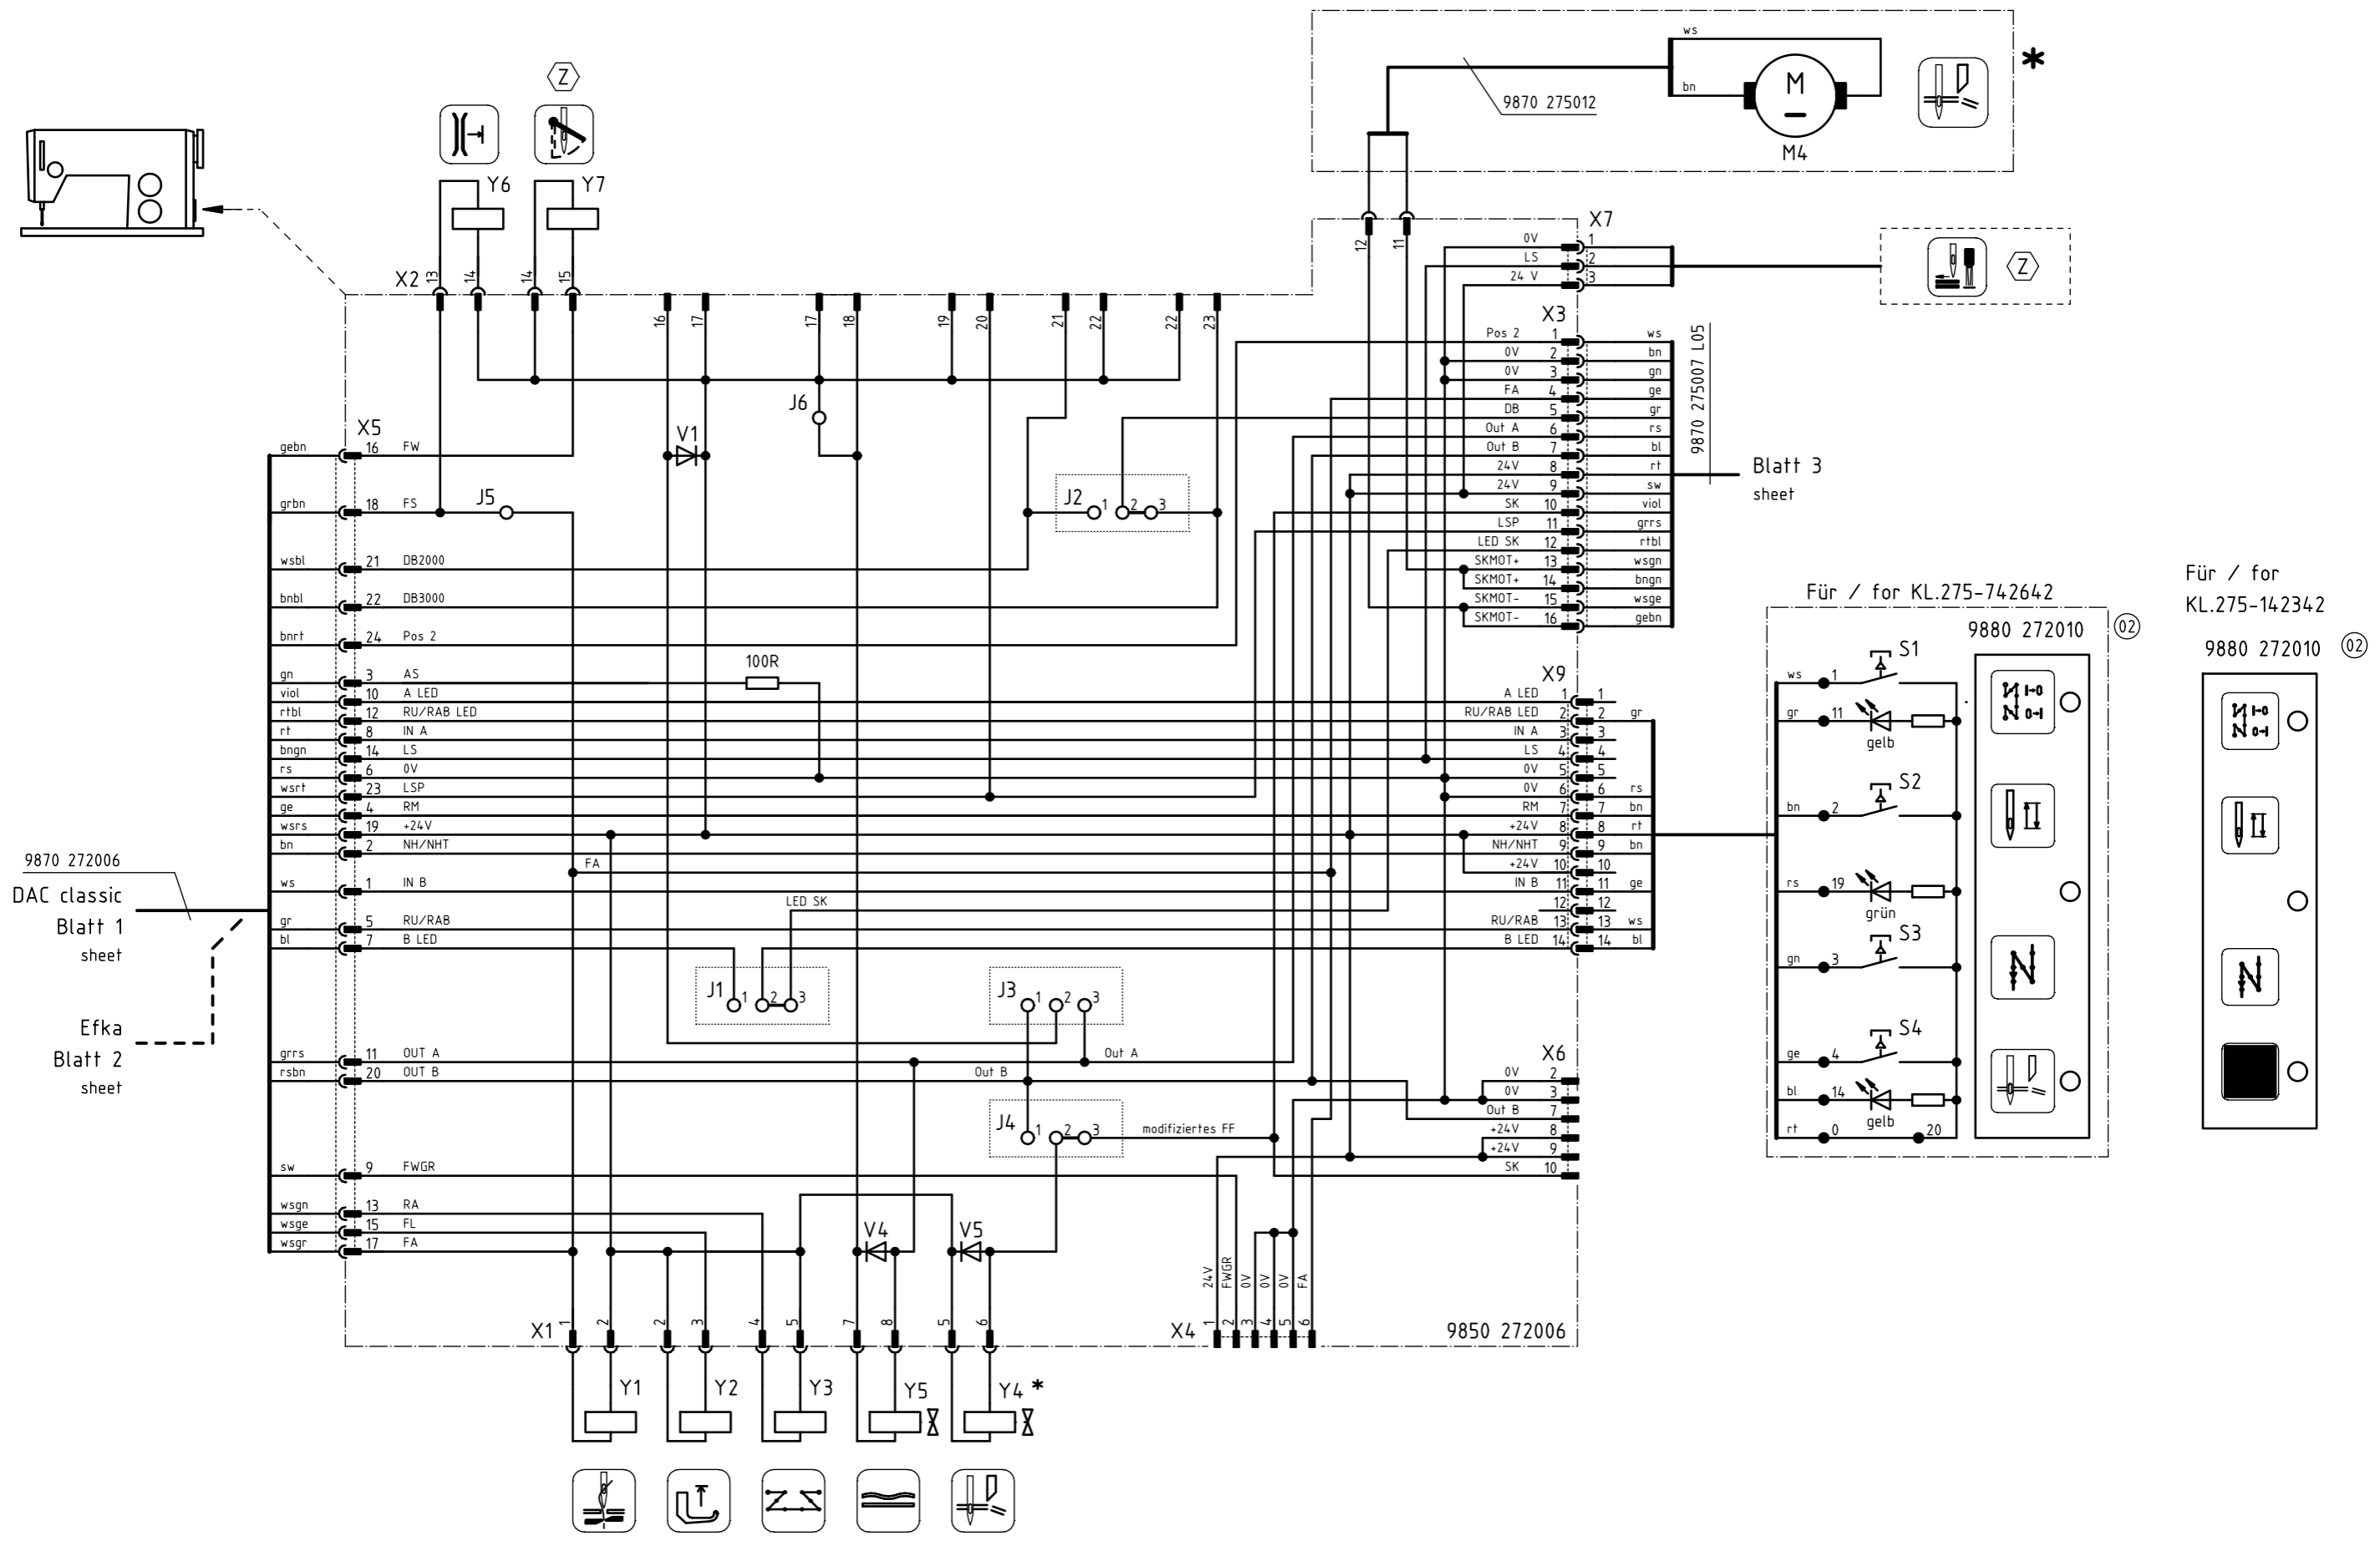 ws
bn
9870 275012
M
M4
*
Z
Y6
Y7
X2
13
14
14
15
16
17
17
18
19
20
21
22
22
23
12
11
X7
0V 1
LS 2
24 V 3
Z
X3
Pos 2 1 ws
0V 2 bn
0V 3 gn
FA 4 ge
DB 5 gr
Out A 6 rs
Out B 7 bl
24V 8 rt
24V 9 sw
SK 10 viol
LSP 11 grrs
LED SK 12 rtbl
SKMOT+ 13 wsgn
SKMOT+ 14 bngn
SKMOT- 15 wsge
SKMOT- 16 gebn
9870 275007 L05
Blatt 3
sheet
J6
V1
J5
J2
1 2 3
X5
gebn 16 FW
grbn 18 FS
wsbl 21 DB2000
bnbl 22 DB3000
bnrt 24 Pos 2
gn 3 AS
100R
viol 10 A LED
rtbl 12 RU/RAB LED
rt 8 IN A
bngn 14 LS
rs 6 0V
wsrt 23 LSP
ge 4 RM
wsrs 19 +24V
bn 2 NH/NHT
FA
ws 1 IN B
LED SK
gr 5 RU/RAB
bl 7 B LED
grrs 11 OUT A
Out A
rsbn 20 OUT B
Out B
sw 9 FWGR
wsgn 13 RA
wsge 15 FL
wsgr 17 FA
9870 272006
DAC classic
Blatt 1
sheet
Efka
Blatt 2
sheet
X9
A LED 1 1
RU/RAB LED 2 2 gr
IN A 3 3
LS 4 4
0V 5 5
0V 6 6 rs
RM 7 7 bn
+24V 8 8 rt
NH/NHT 9 9 bn
+24V 10 10
IN B 11 11 ge
12 12
RU/RAB 13 13 ws
B LED 14 14 bl
J1
1 2 3
J3
1 2 3
J4
1 2 3
modifiziertes FF
X6
0V 2
0V 3
Out B 7
+24V 8
+24V 9
SK 10
V4
V5
X1
1
2
2
3
4
5
7
8
5
6
X4
24V 1
FWGR 2
0V 3
0V 4
0V 5
FA 6
9850 272006
Y1
Y2
Y3
Y5
Y4 *
Für / for KL.275-742642
9880 272010
02
ws 1 S1
gr 11
gelb
bn 2 S2
rs 19
grün
gn 3 S3
ge 4 S4
bl 14
gelb
rt 0 20
I→0
0→I
Für / for
KL.275-142342
9880 272010
02
I→0
0→I